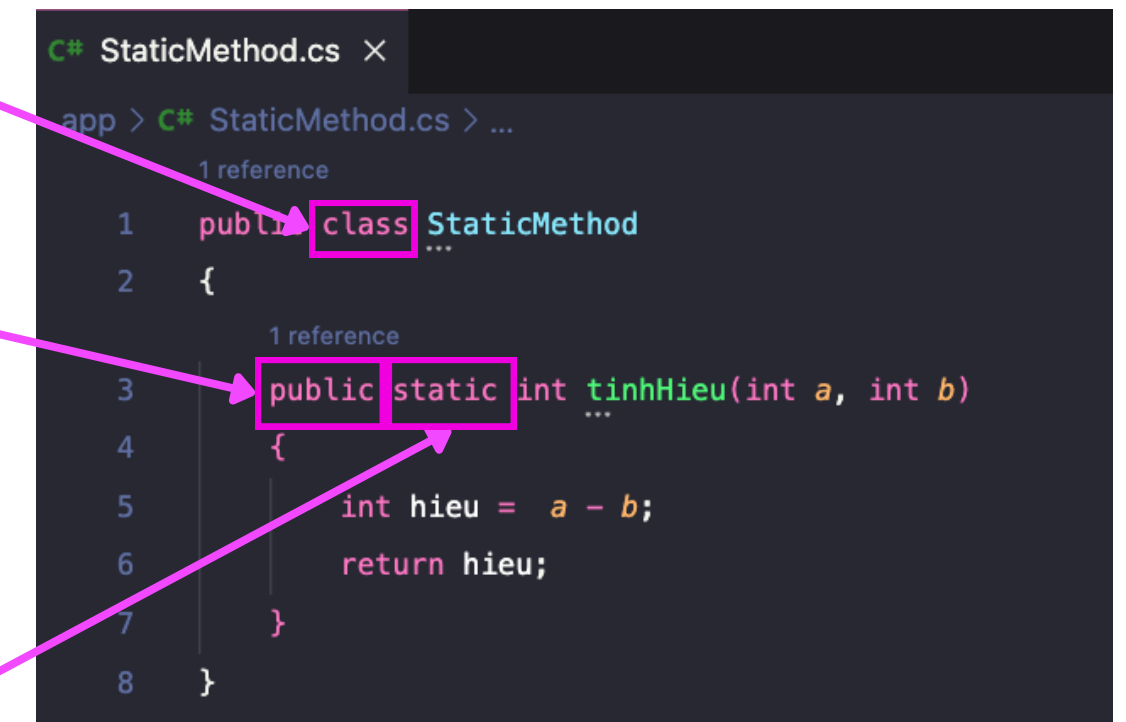 C# StaticMethod.cs ×
app > C# StaticMethod.cs > ...
1 reference
1 public class StaticMethod
2 {
1 reference
3 public static int tinhHieu(int a, int b)
4 {
5 int hieu = a - b;
6 return hieu;
7 }
8 }